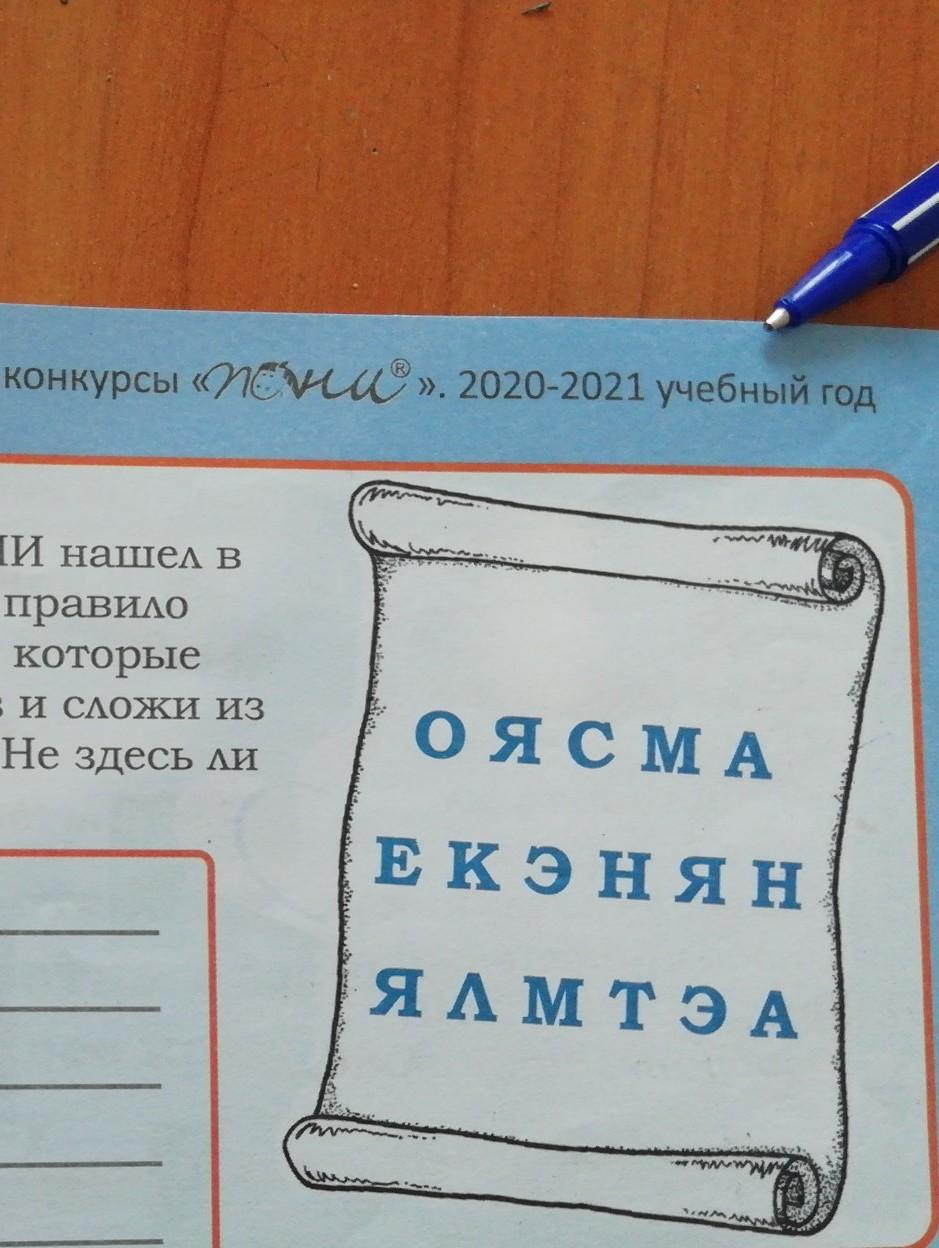 конкурсы «пони®». 2020-2021 учебный год
нашел в
правило
которые
и сложи из
Не здесь ли
О Я С М А
Е К Э Н Я Н
Я Л М Т Э А